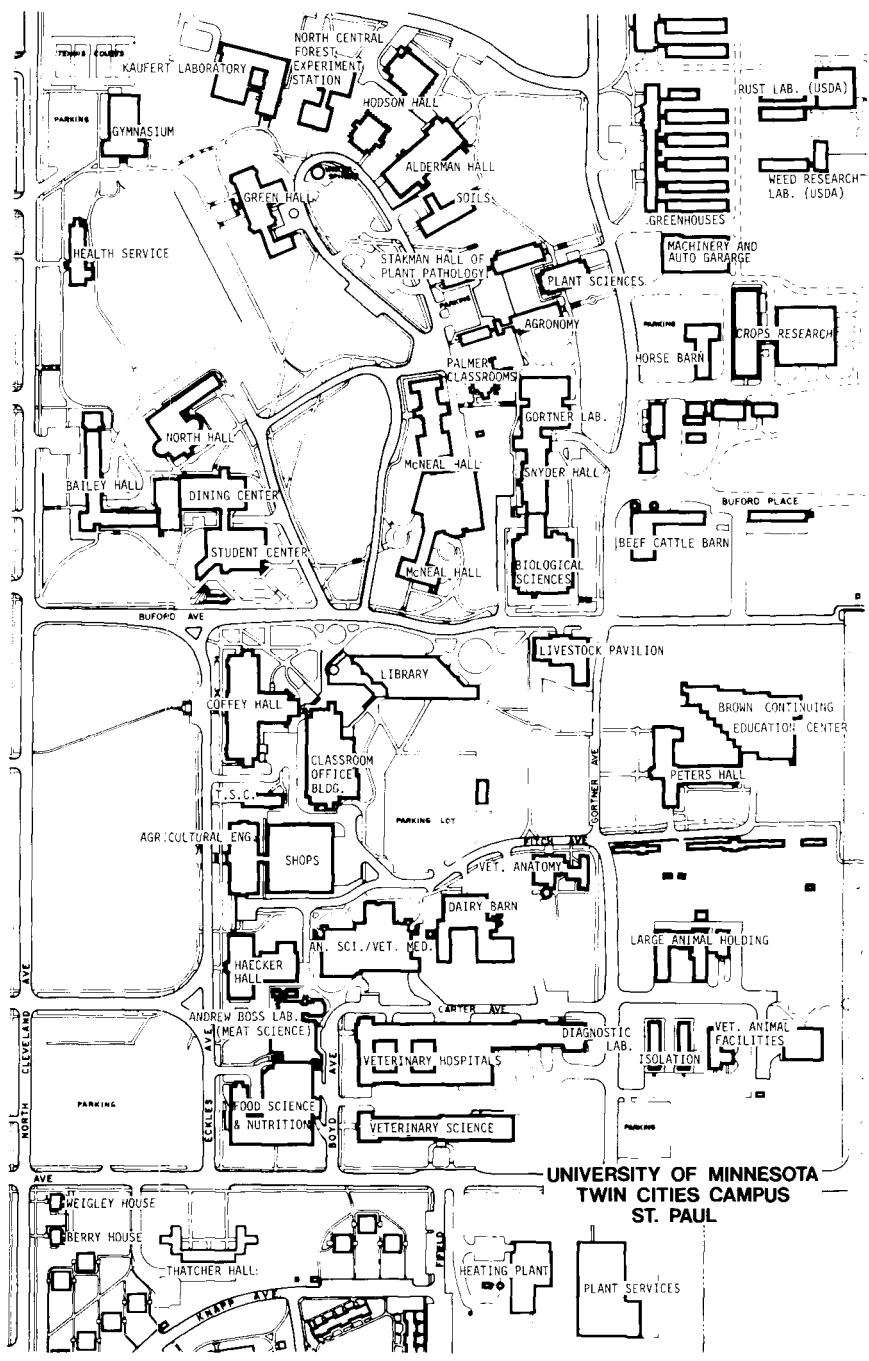 NORTH CENTRAL
FOREST
EXPERIMENT
STATION
TENNIS COURTS
KAUFERT LABORATORY
RUST LAB. (USDA)
HODSON HALL
PARKING
GYMNASIUM
ALDERMAN HALL
WEED RESEARCH
LAB. (USDA)
GREEN HALL
SOILS
GREENHOUSES
HEALTH SERVICE
STAKMAN HALL OF
PLANT PATHOLOGY
MACHINERY AND
AUTO GARARGE
PLANT SCIENCES
PARKING
AGRONOMY
PARKING
CROPS RESEARCH
HORSE BARN
PALMER
CLASSROOMS
GORTNER LAB.
NORTH HALL
McNEAL HALL
SNYDER HALL
BAILEY HALL
DINING CENTER
BUFORD PLACE
BEEF CATTLE BARN
STUDENT CENTER
McNEAL HALL
BIOLOGICAL
SCIENCES
BUFORD AVE
LIVESTOCK PAVILION
LIBRARY
COFFEY HALL
BROWN CONTINUING
EDUCATION CENTER
CLASSROOM
OFFICE
BLDG.
PETERS HALL
GORTNER AVE
T.S.C.
PARKING LOT
AGRICULTURAL ENG.
FITCH AVE
SHOPS
VET. ANATOMY
DAIRY BARN
AN. SCI./VET. MED.
LARGE ANIMAL HOLDING
HAECKER
HALL
NORTH CLEVELAND AVE
CARTER AVE
ANDREW BOSS LAB.
(MEAT SCIENCE)
DIAGNOSTIC
LAB.
VET. ANIMAL
FACILITIES
VETERINARY HOSPITALS
ISOLATION
ECKLES AVE
BOYD AVE
PARKING
FOOD SCIENCE
& NUTRITION
VETERINARY SCIENCE
PARKING
UNIVERSITY OF MINNESOTA
TWIN CITIES CAMPUS
ST. PAUL
AVE
WEIGLEY HOUSE
BERRY HOUSE
FIFIELD
THATCHER HALL
HEATING PLANT
PLANT SERVICES
KNAPP AVE